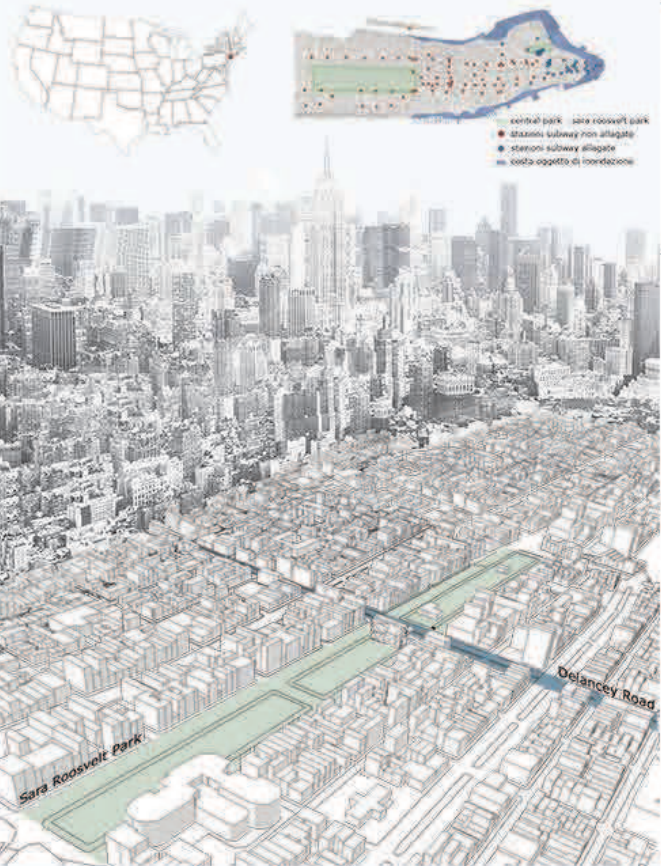 central park   sara roosvelt park
stazioni subway non allagate
stazioni subway allagate
costa oggetto di inondazione
Delancey Road
Sara Roosvelt Park